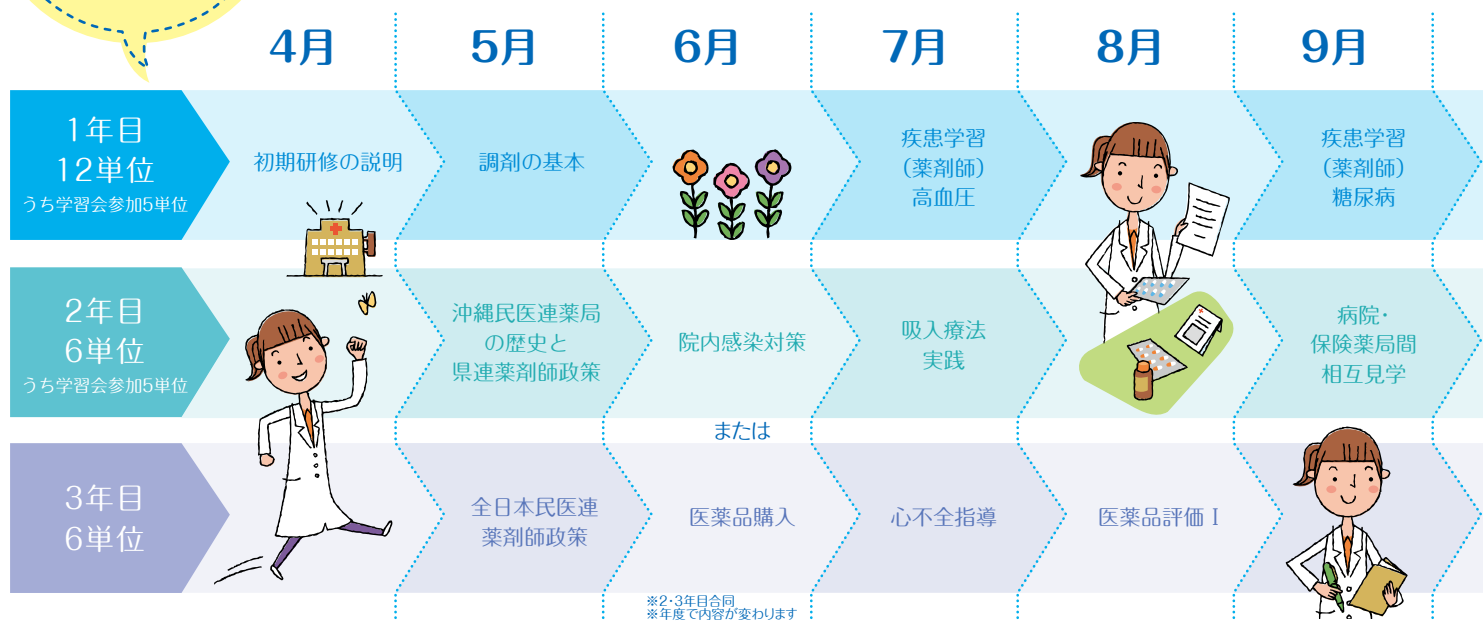 4月
5月
6月
7月
8月
9月
1年目
12単位
うち学習会参加5単位
初期研修の説明
調剤の基本
疾患学習
(薬剤師)
高血圧
疾患学習
(薬剤師)
糖尿病
2年目
6単位
うち学習会参加5単位
沖縄民医連薬局
の歴史と
県連薬剤師政策
院内感染対策
吸入療法
実践
病院・
保険薬局間
相互見学
または
3年目
6単位
全日本民医連
薬剤師政策
医薬品購入
心不全指導
医薬品評価Ⅰ
※2・3年目合同
※年度で内容が変わります